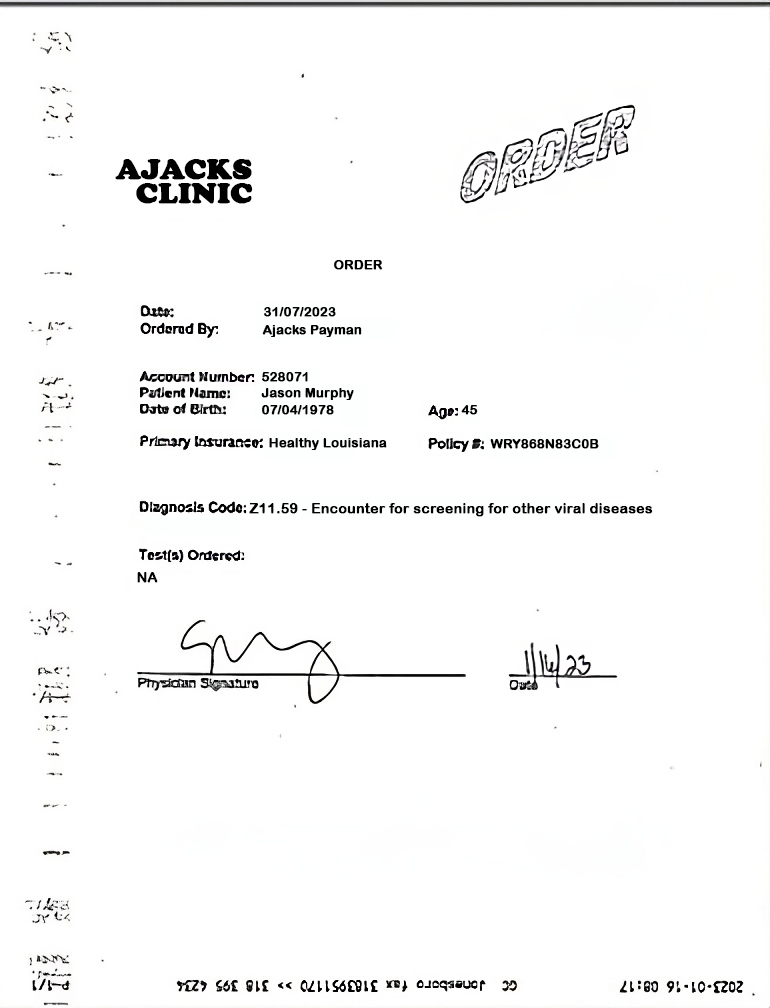 AJACKS
CLINIC
ORDER
ORDER
Date: 31/07/2023
Ordered By: Ajacks Payman
Account Number: 528071
Patient Name: Jason Murphy
Date of Birth: 07/04/1978 Age: 45
Primary Insurance: Healthy Louisiana Policy #: WRY868N83C0B
Diagnosis Code: Z11.59 - Encounter for screening for other viral diseases
Test(s) Ordered:
NA
1/16/23
Physician Signature Date
2023-01-16 08:17 CC Jonesboro fax 3183951170 >> 318 395 4234 P 1/1